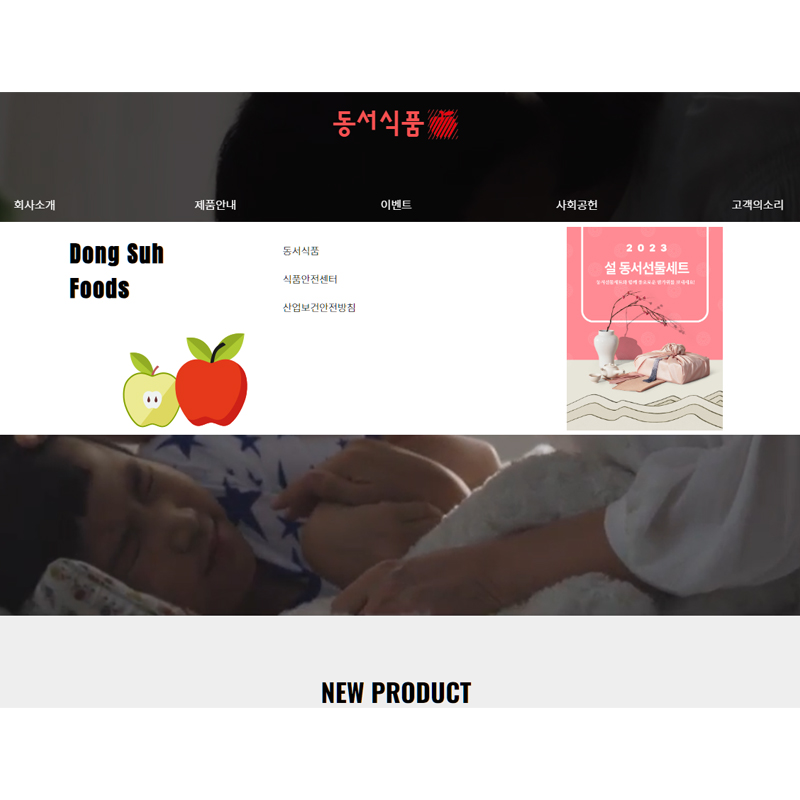 동서식품
회사소개
제품안내
이벤트
사회공헌
고객의소리
Dong Suh
Foods
동서식품
식품안전센터
산업보건안전방침
2023
설 동서선물세트
NEW PRODUCT